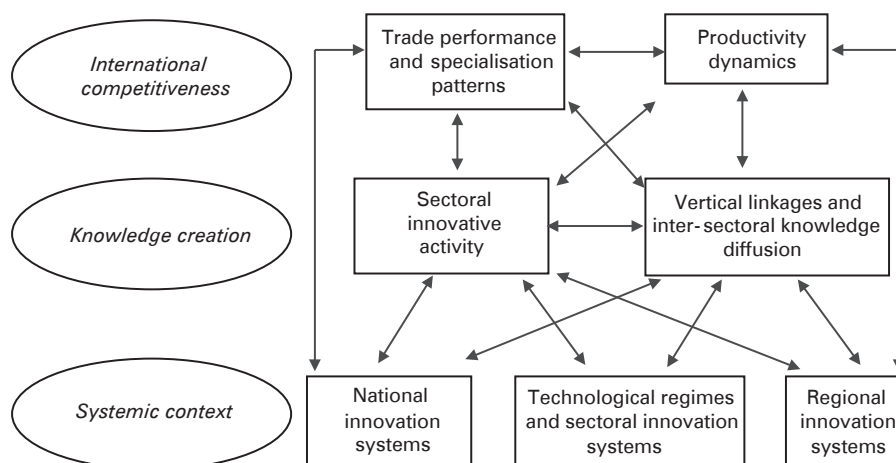 International
competitiveness
Trade performance
and specialisation
patterns
Productivity
dynamics
Knowledge creation
Sectoral
innovative
activity
Vertical linkages and
inter-sectoral knowledge
diffusion
Systemic context
National
innovation
systems
Technological regimes
and sectoral innovation
systems
Regional
innovation
systems